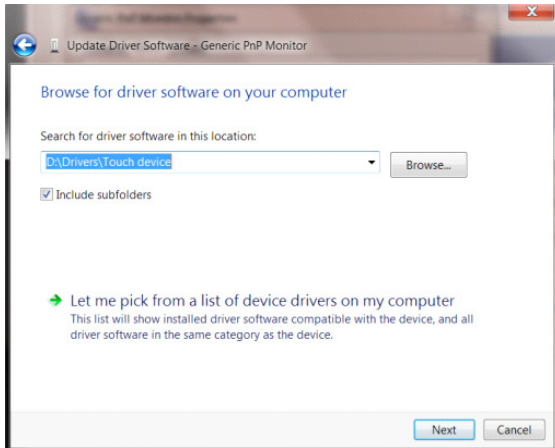 Update Driver Software - Generic PnP Monitor
Browse for driver software on your computer
Search for driver software in this location:
D:\Drivers\Touch device
Browse...
Include subfolders
Let me pick from a list of device drivers on my computer
This list will show installed driver software compatible with the device, and all
driver software in the same category as the device.
Next
Cancel